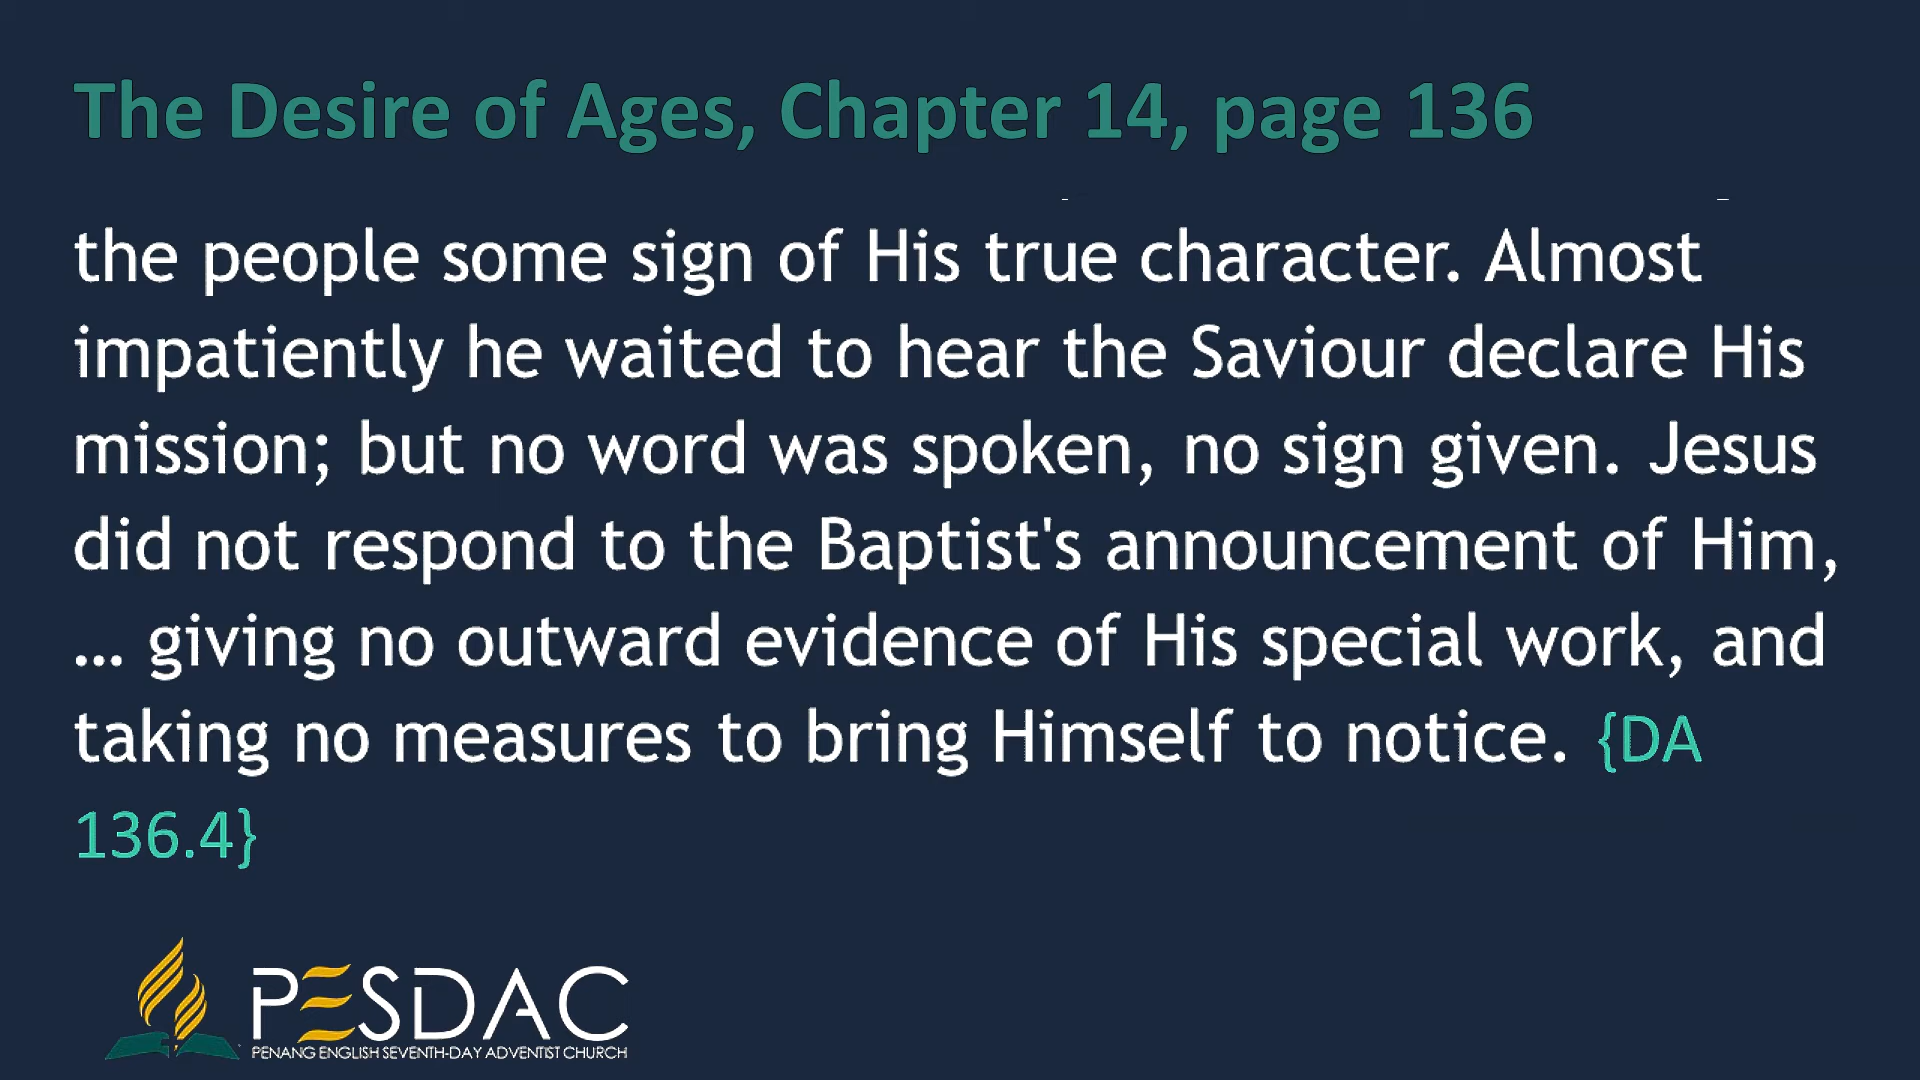 The Desire of Ages, Chapter 14, page 136
the people some sign of His true character. Almost
impatiently he waited to hear the Saviour declare His
mission; but no word was spoken, no sign given. Jesus
did not respond to the Baptist's announcement of Him,
... giving no outward evidence of His special work, and
taking no measures to bring Himself to notice. {DA
136.4}
PESDAC
PENANG ENGLISH SEVENTH-DAY ADVENTIST CHURCH